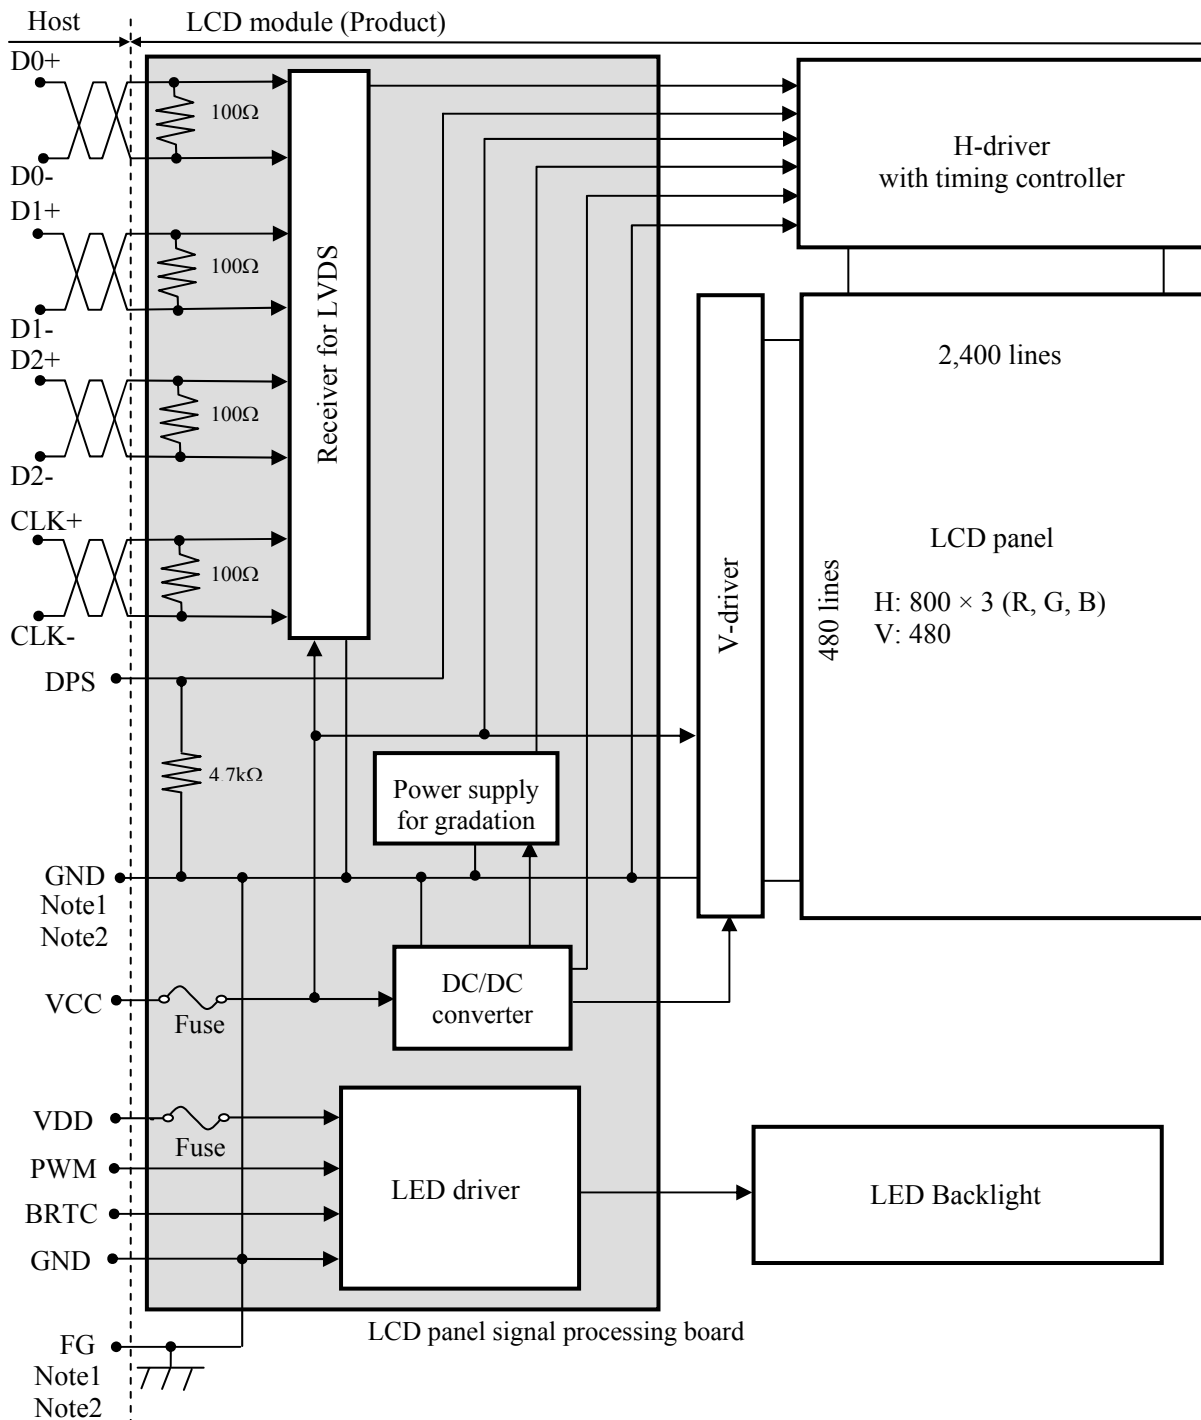 Host
LCD module (Product)
D0+
100Ω
D0-
D1+
100Ω
D1-
D2+
100Ω
D2-
CLK+
100Ω
CLK-
Receiver for LVDS
H-driver
with timing controller
2,400 lines
480 lines
LCD panel
H: 800 × 3 (R, G, B)
V: 480
V-driver
DPS
4.7kΩ
Power supply
for gradation
GND
Note1
Note2
VCC
Fuse
DC/DC
converter
VDD
Fuse
PWM
BRTC
GND
LED driver
LED Backlight
LCD panel signal processing board
FG
Note1
Note2